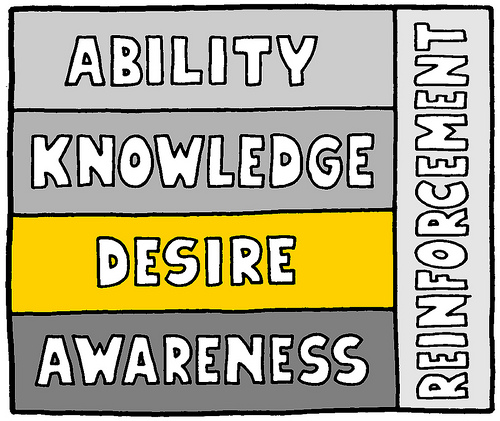 ABILITY
KNOWLEDGE
DESIRE
AWARENESS
REINFORCEMENT